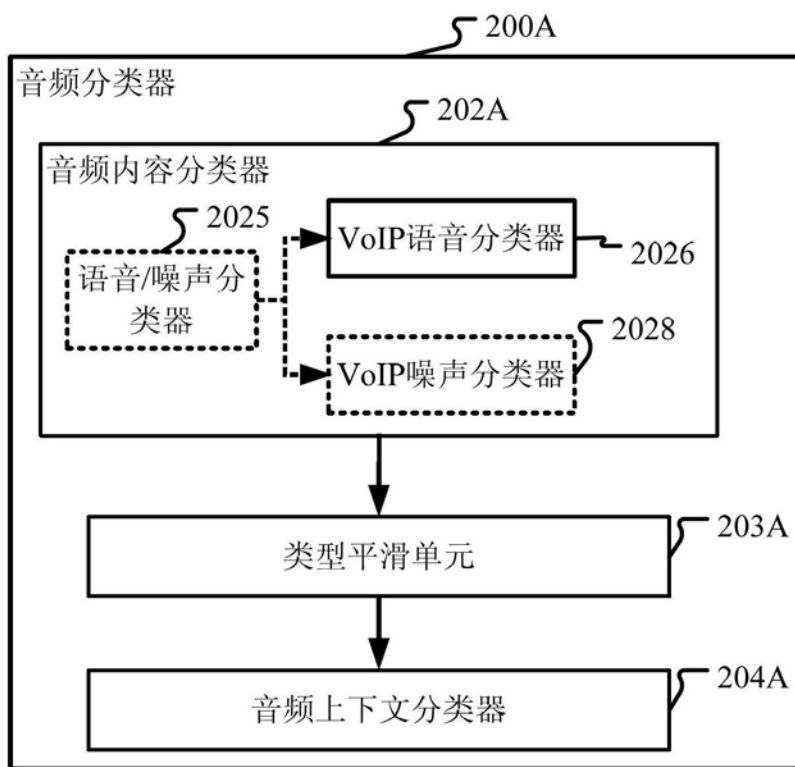 200A
音频分类器
202A
音频内容分类器
2025
语音/噪声分
类器
VoIP语音分类器
2026
2028
VoIP噪声分类器
类型平滑单元
203A
音频上下文分类器
204A